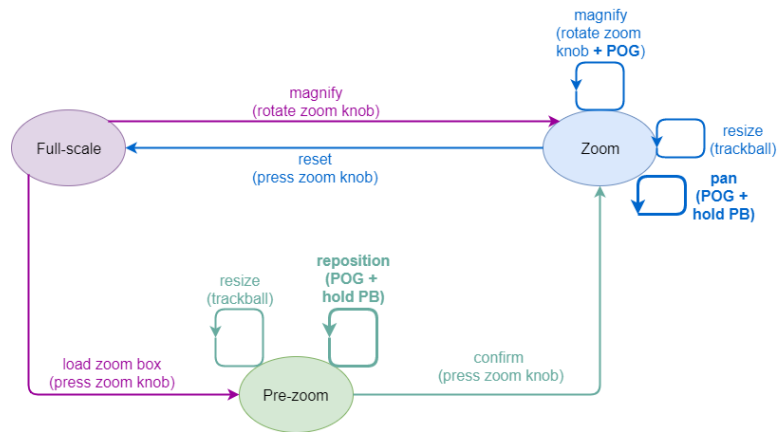 magnify
(rotate zoom
knob + POG)
magnify
(rotate zoom knob)
Full-scale
Zoom
resize
(trackball)
reset
(press zoom knob)
pan
(POG +
hold PB)
reposition
(POG +
hold PB)
resize
(trackball)
load zoom box
(press zoom knob)
confirm
(press zoom knob)
Pre-zoom